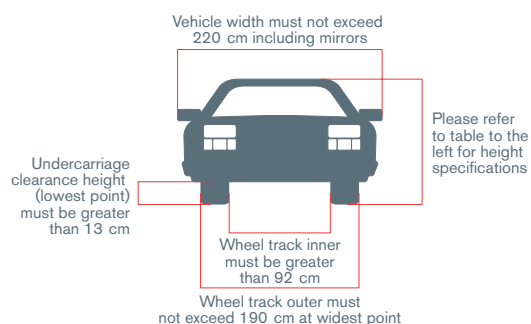 Vehicle width must not exceed
220 cm including mirrors
Please refer
to table to the
left for height
specifications
Undercarriage
clearance height
(lowest point)
must be greater
than 13 cm
Wheel track inner
must be greater
than 92 cm
Wheel track outer must
not exceed 190 cm at widest point